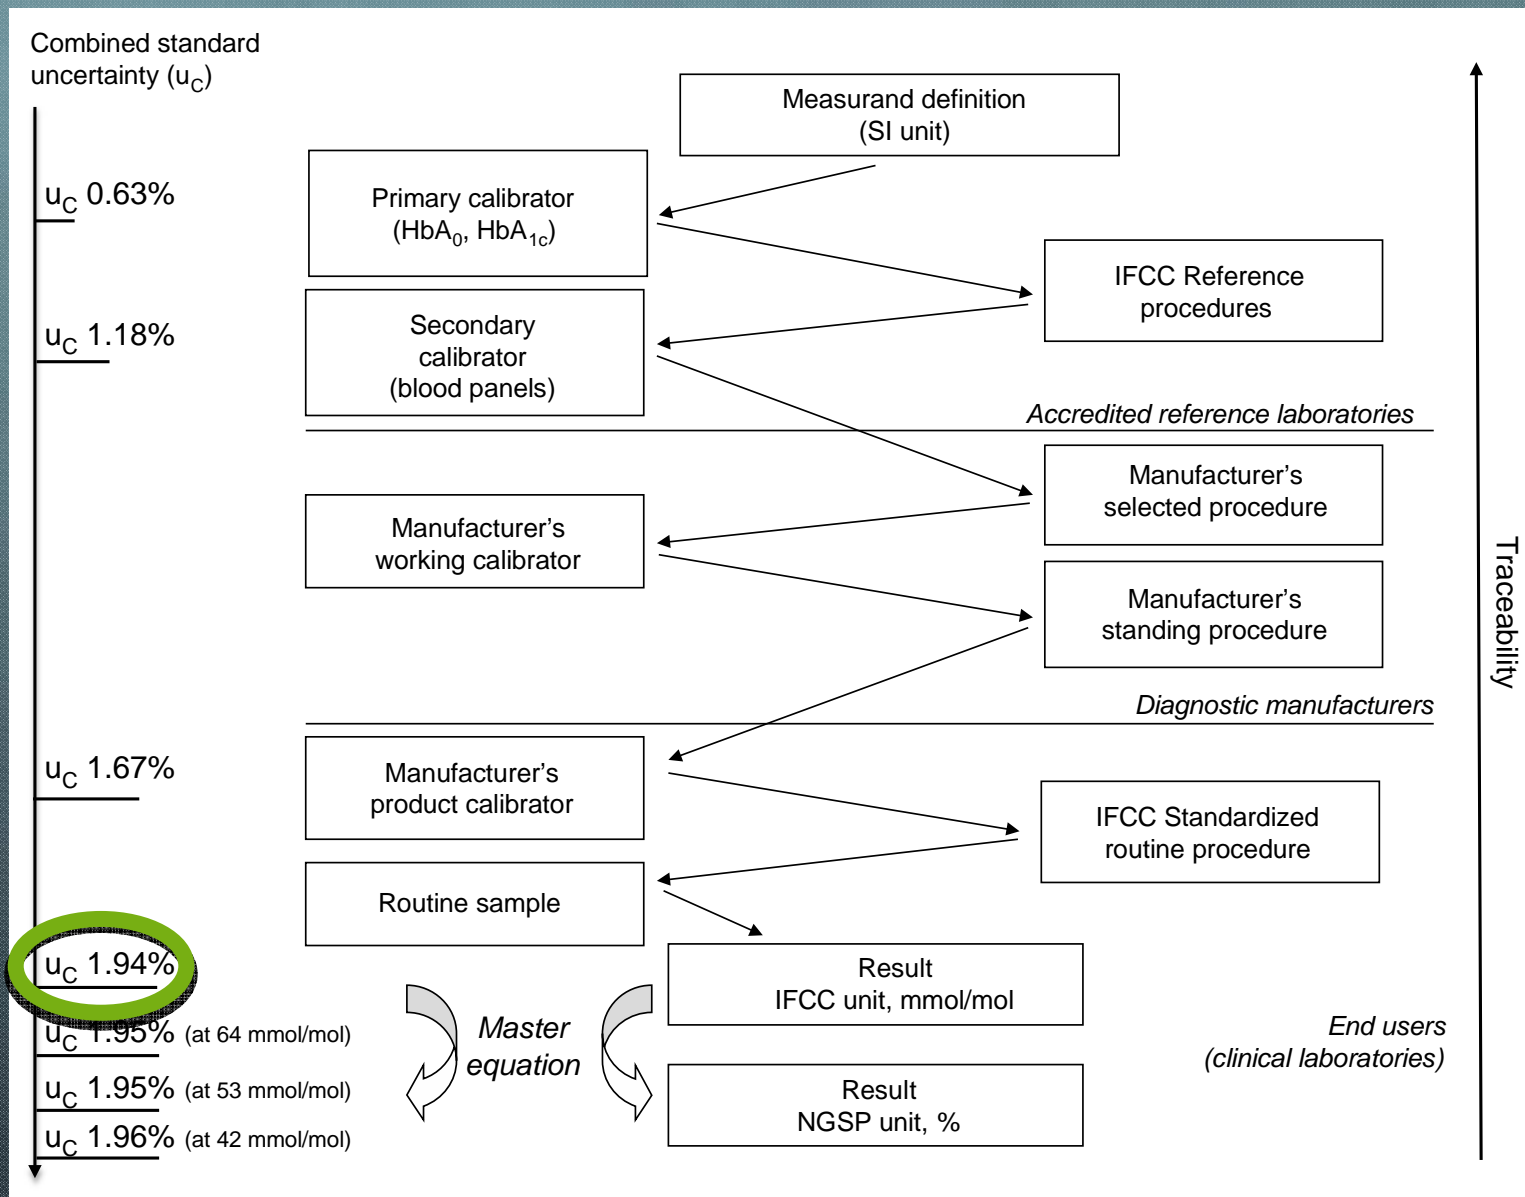 Combined standard
uncertainty (uC)
Measurand definition
(SI unit)
uC 0.63%
Primary calibrator
(HbA0, HbA1c)
IFCC Reference
procedures
uC 1.18%
Secondary
calibrator
(blood panels)
Accredited reference laboratories
Manufacturer’s
selected procedure
Manufacturer’s
working calibrator
Manufacturer’s
standing procedure
Traceability
Diagnostic manufacturers
uC 1.67%
Manufacturer’s
product calibrator
IFCC Standardized
routine procedure
Routine sample
uC 1.94%
Result
IFCC unit, mmol/mol
uC 1.95% (at 64 mmol/mol)
Master
equation
End users
(clinical laboratories)
uC 1.95% (at 53 mmol/mol)
Result
NGSP unit, %
uC 1.96% (at 42 mmol/mol)